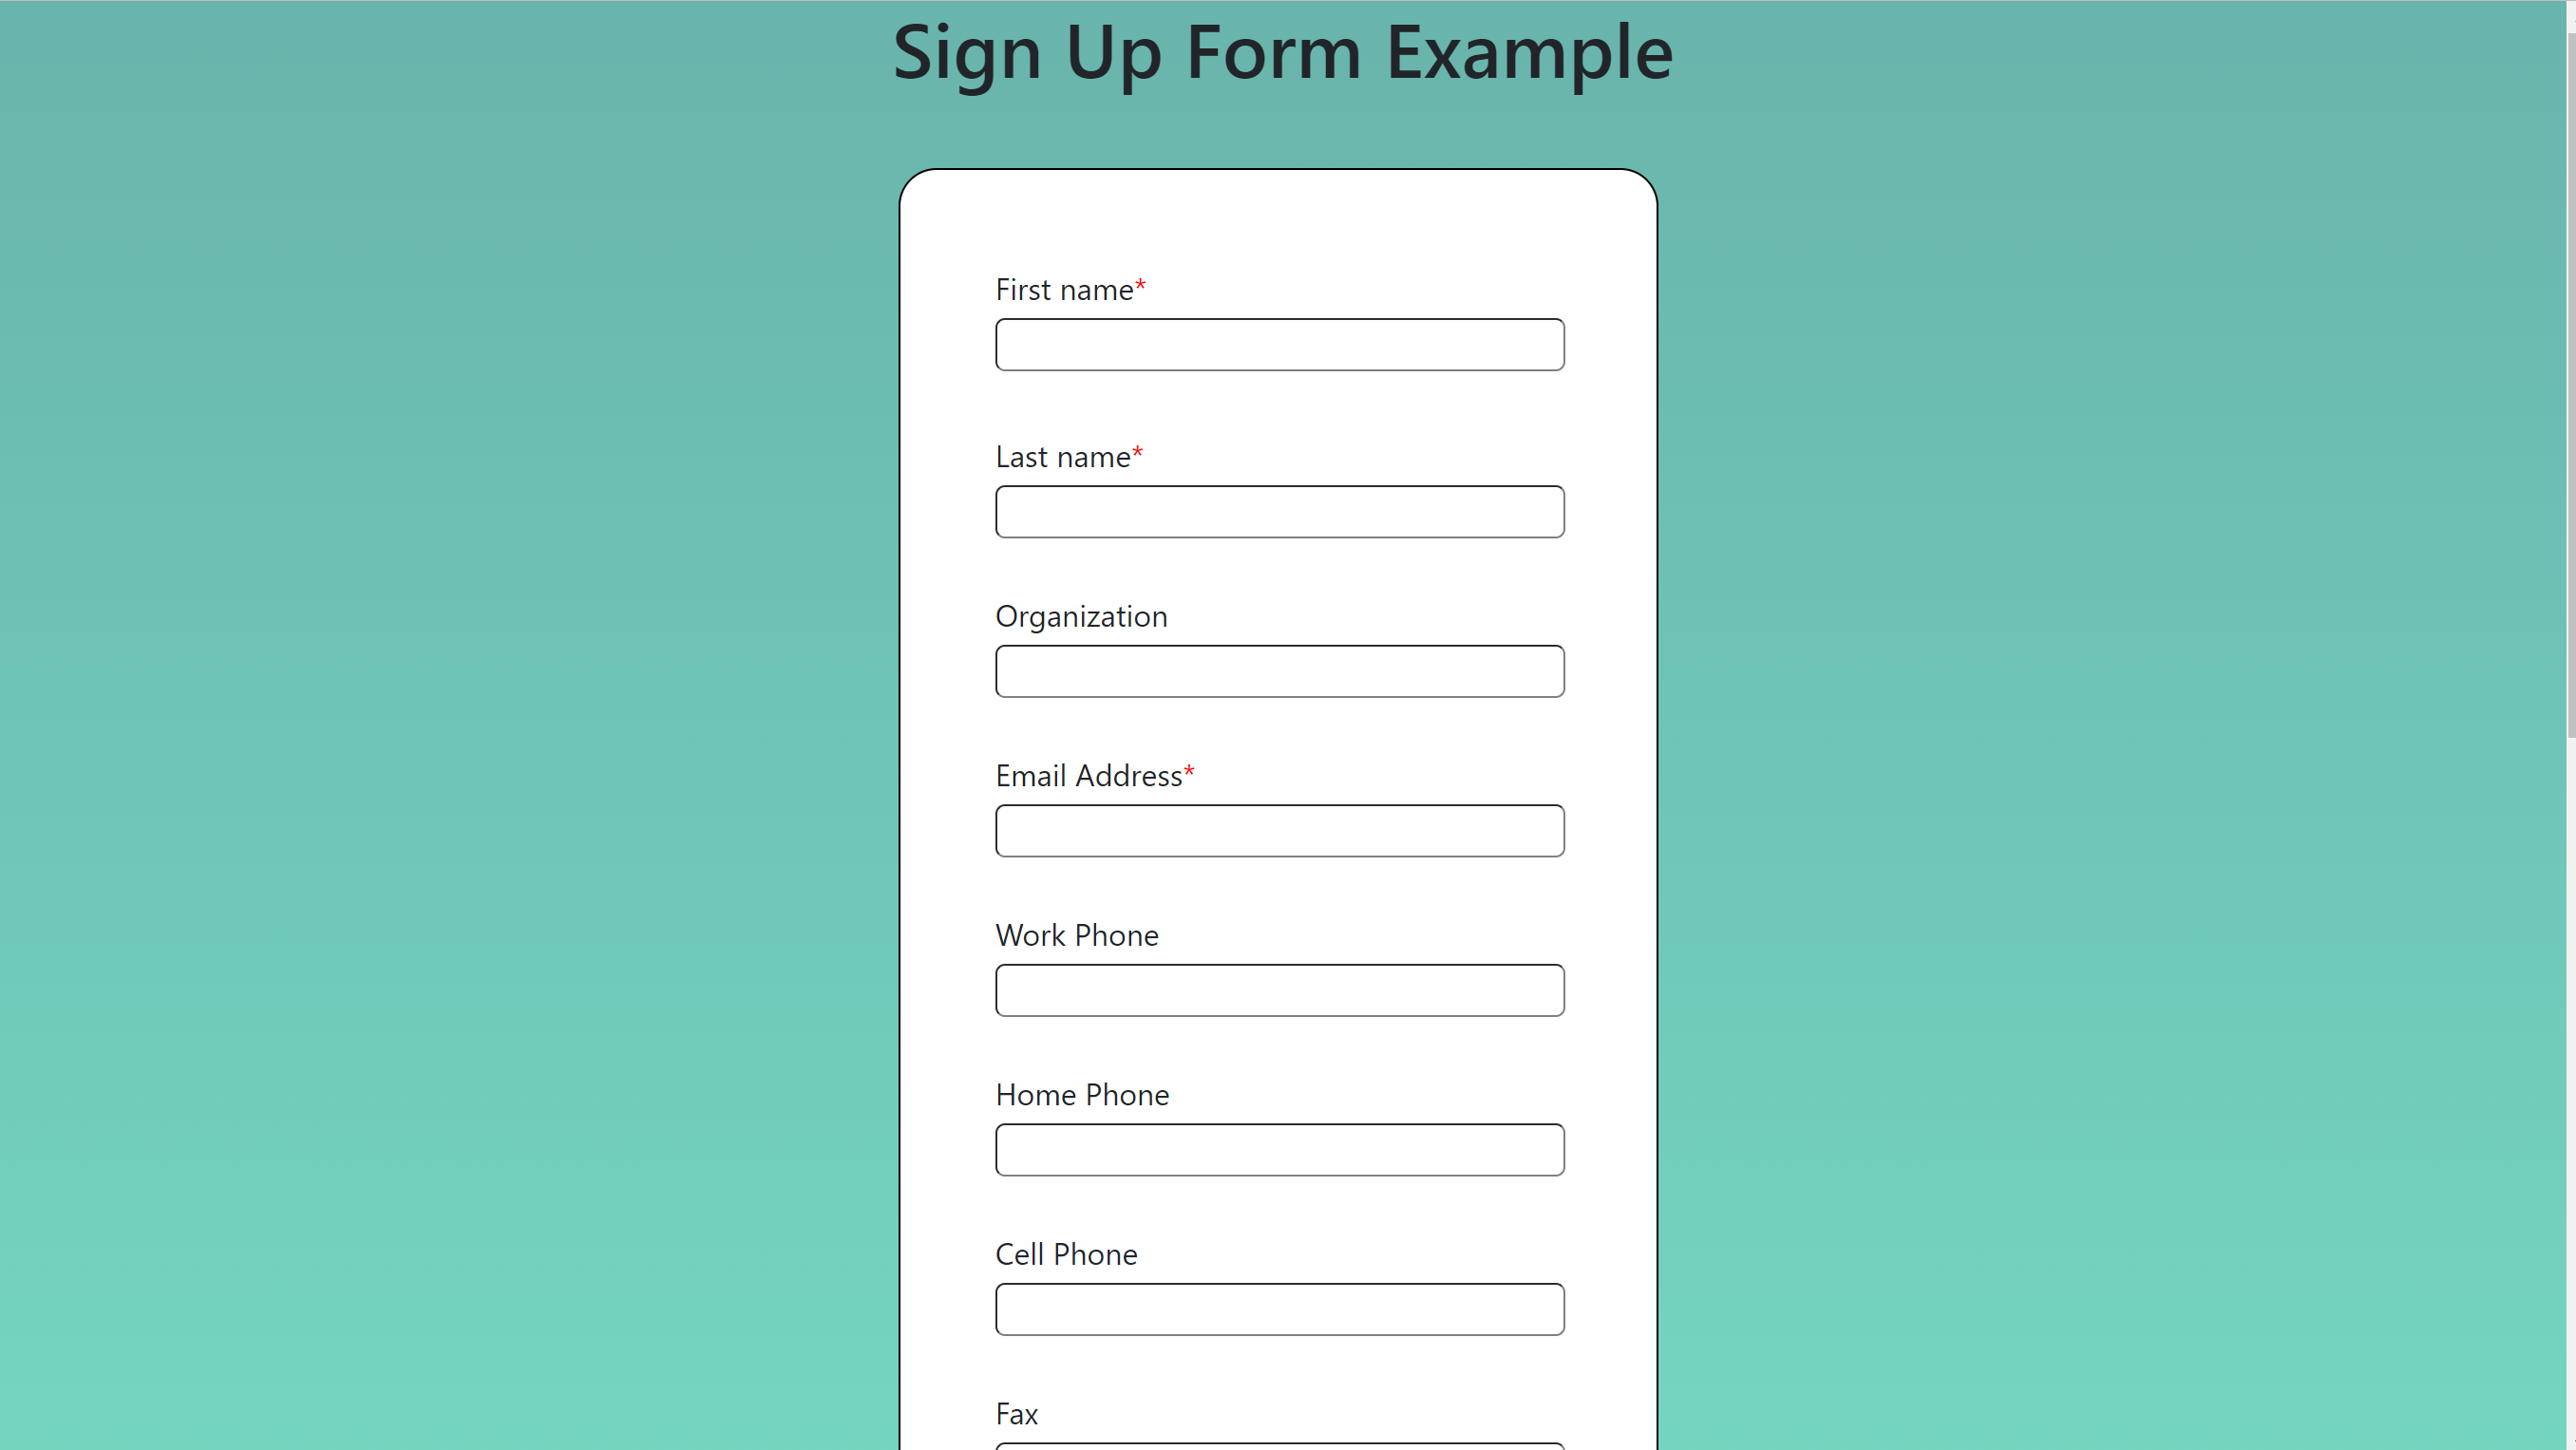 Sign Up Form Example
First name*
Last name*
Organization
Email Address*
Work Phone
Home Phone
Cell Phone
Fax